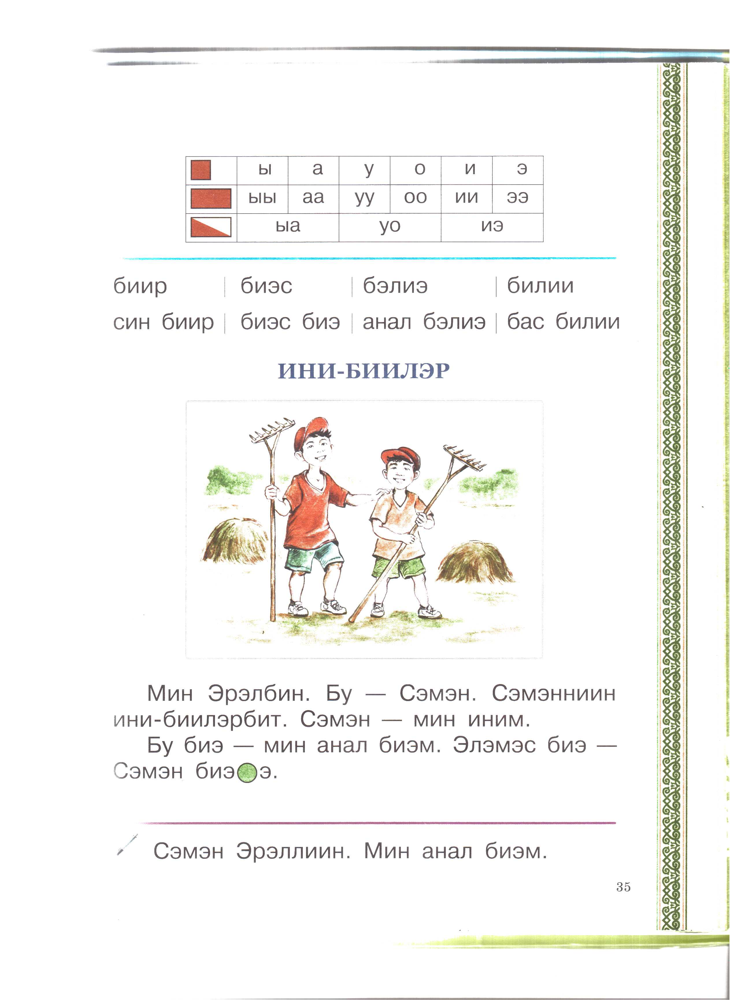 ы а у о и э
ыы аа уу оо ии ээ
ыа уо иэ
биир биэс бэлиэ билии
син биир биэс биэ анал бэлиэ бас билии
ИНИ-БИИЛЭР
Мин Эрэлбин. Бу — Сэмэн. Сэмэнниин
ини-биилэрбит. Сэмэн — мин иним.
Бу биэ — мин анал биэм. Элэмэс биэ —
Сэмэн биэ э.
Сэмэн Эрэллиин. Мин анал биэм.
35